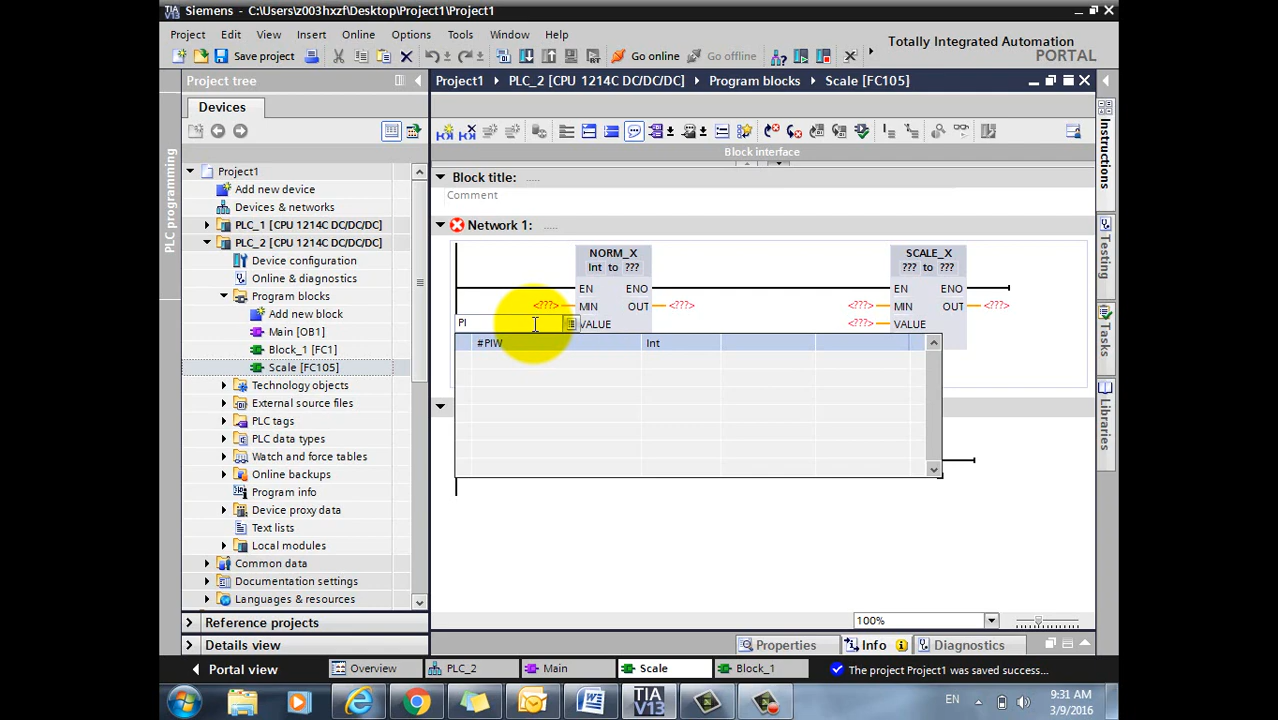 TIA V13 Siemens - C:\Users\z003hxzf\Desktop\Project1\Project1
Project Edit View Insert Online Options Tools Window Help
Totally Integrated Automation
PORTAL
Save project Go online Go offline
Project tree
Project1 PLC_2 [CPU 1214C DC/DC/DC] Program blocks Scale [FC105]
Devices
PLC programming
Block interface
Instructions
Testing
Tasks
Libraries
Project1
Add new device
Devices & networks
PLC_1 [CPU 1214C DC/DC/DC]
PLC_2 [CPU 1214C DC/DC/DC]
Device configuration
Online & diagnostics
Program blocks
Add new block
Main [OB1]
Block_1 [FC1]
Scale [FC105]
Technology objects
External source files
PLC tags
PLC data types
Watch and force tables
Online backups
Program info
Device proxy data
Text lists
Local modules
Common data
Documentation settings
Languages & resources
Reference projects
Details view
Block title: .....
Comment
Network 1: .....
NORM_X
Int to ???
EN ENO
<???> MIN OUT <???>
PI VALUE
SCALE_X
??? to ???
EN ENO
<???> MIN OUT <???>
<???> VALUE
#PIW Int
100%
Properties Info Diagnostics
Portal view Overview PLC_2 Main Scale Block_1 The project Project1 was saved success...
TIA V13
EN
9:31 AM
3/9/2016